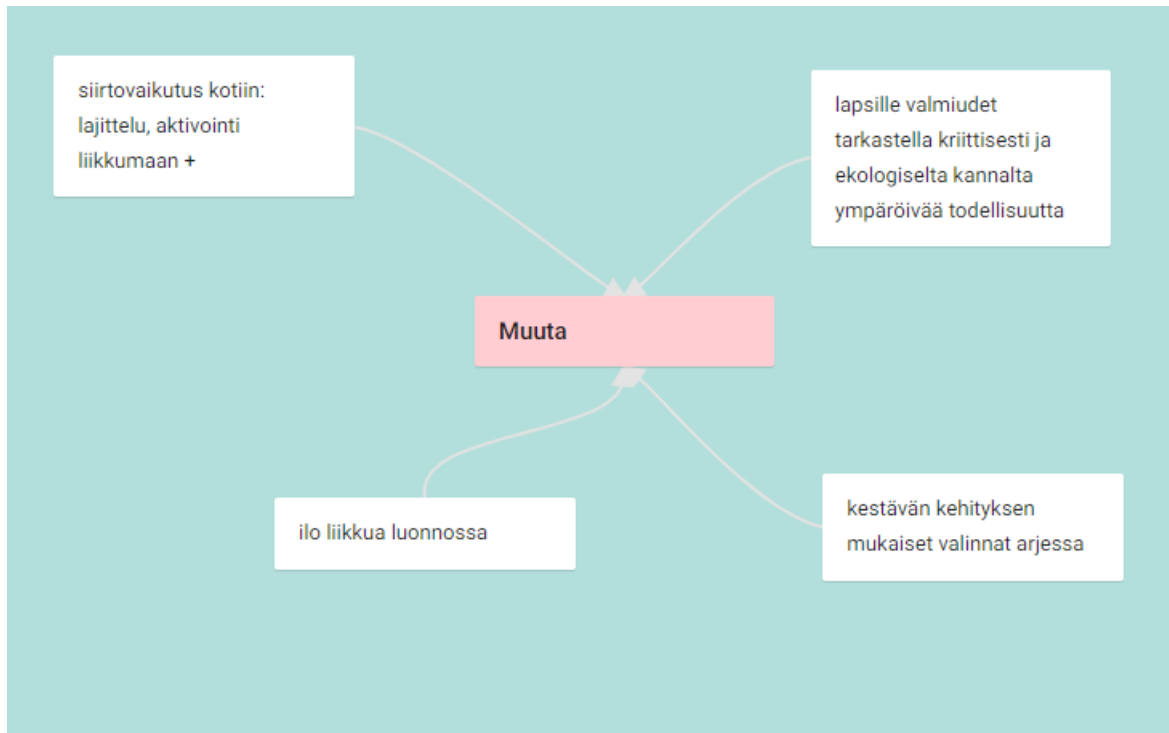 siirtovaikutus kotiin:
lajittelu, aktivointi
liikkumaan +
lapsille valmiudet
tarkastella kriittisesti ja
ekologiselta kannalta
ympäröivää todellisuutta
Muuta
ilo liikkua luonnossa
kestävän kehityksen
mukaiset valinnat arjessa